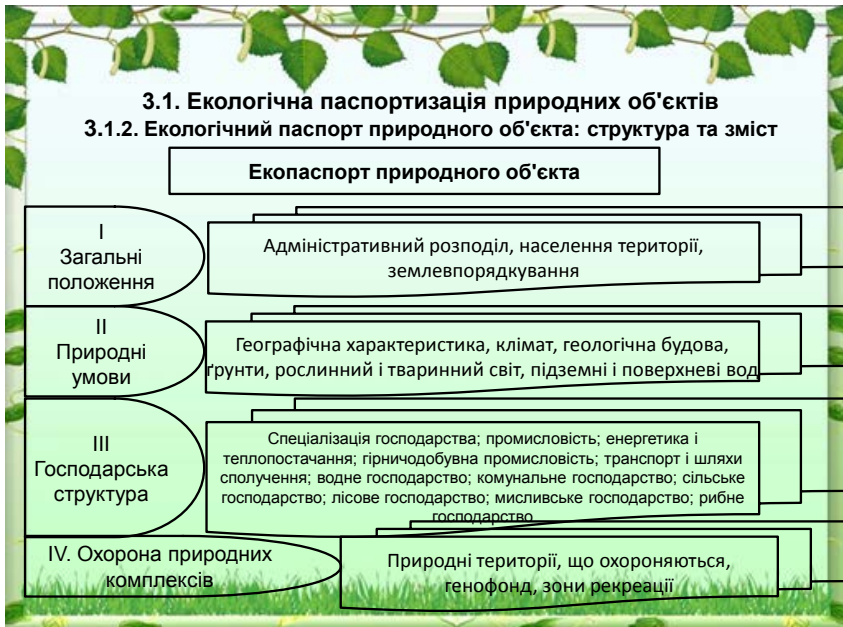 3.1. Екологічна паспортизація природних об'єктів
3.1.2. Екологічний паспорт природного об'єкта: структура та зміст
Екопаспорт природного об'єкта
I
Загальні
положення
Адміністративний розподіл, населення території,
землевпорядкування
II
Природні
умови
Географічна характеристика, клімат, геологічна будова,
ґрунти, рослинний і тваринний світ, підземні і поверхневі вод
III
Господарська
структура
Спеціалізація господарства; промисловість; енергетика і
теплопостачання; гірничодобувна промисловість; транспорт і шляхи
сполучення; водне господарство; комунальне господарство; сільське
господарство; лісове господарство; мисливське господарство; рибне
господарство
IV. Охорона природних
комплексів
Природні території, що охороняються,
генофонд, зони рекреації